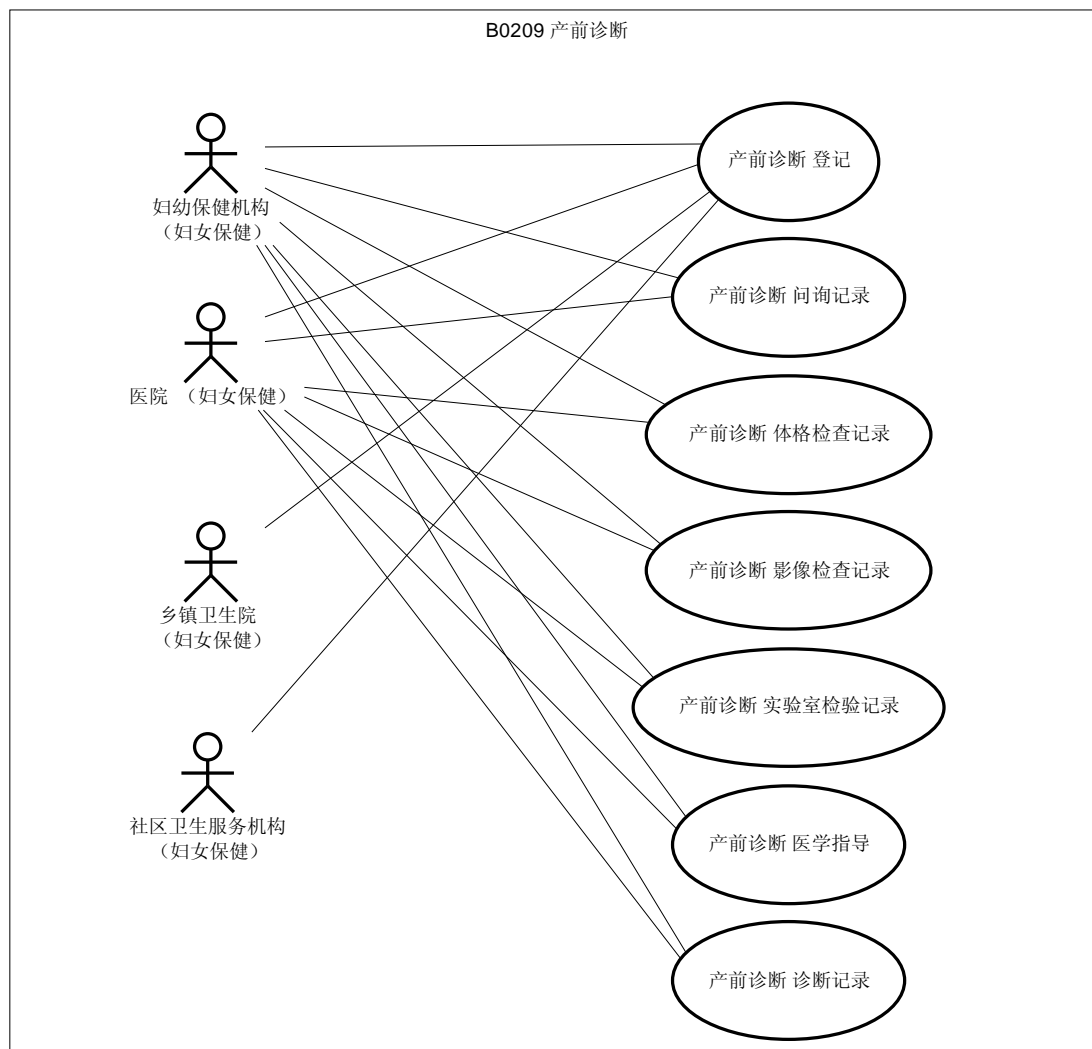 B0209 产前诊断
妇幼保健机构
（妇女保健）
医院 （妇女保健）
乡镇卫生院
（妇女保健）
社区卫生服务机构
（妇女保健）
产前诊断 登记
产前诊断 问询记录
产前诊断 体格检查记录
产前诊断 影像检查记录
产前诊断 实验室检验记录
产前诊断 医学指导
产前诊断 诊断记录